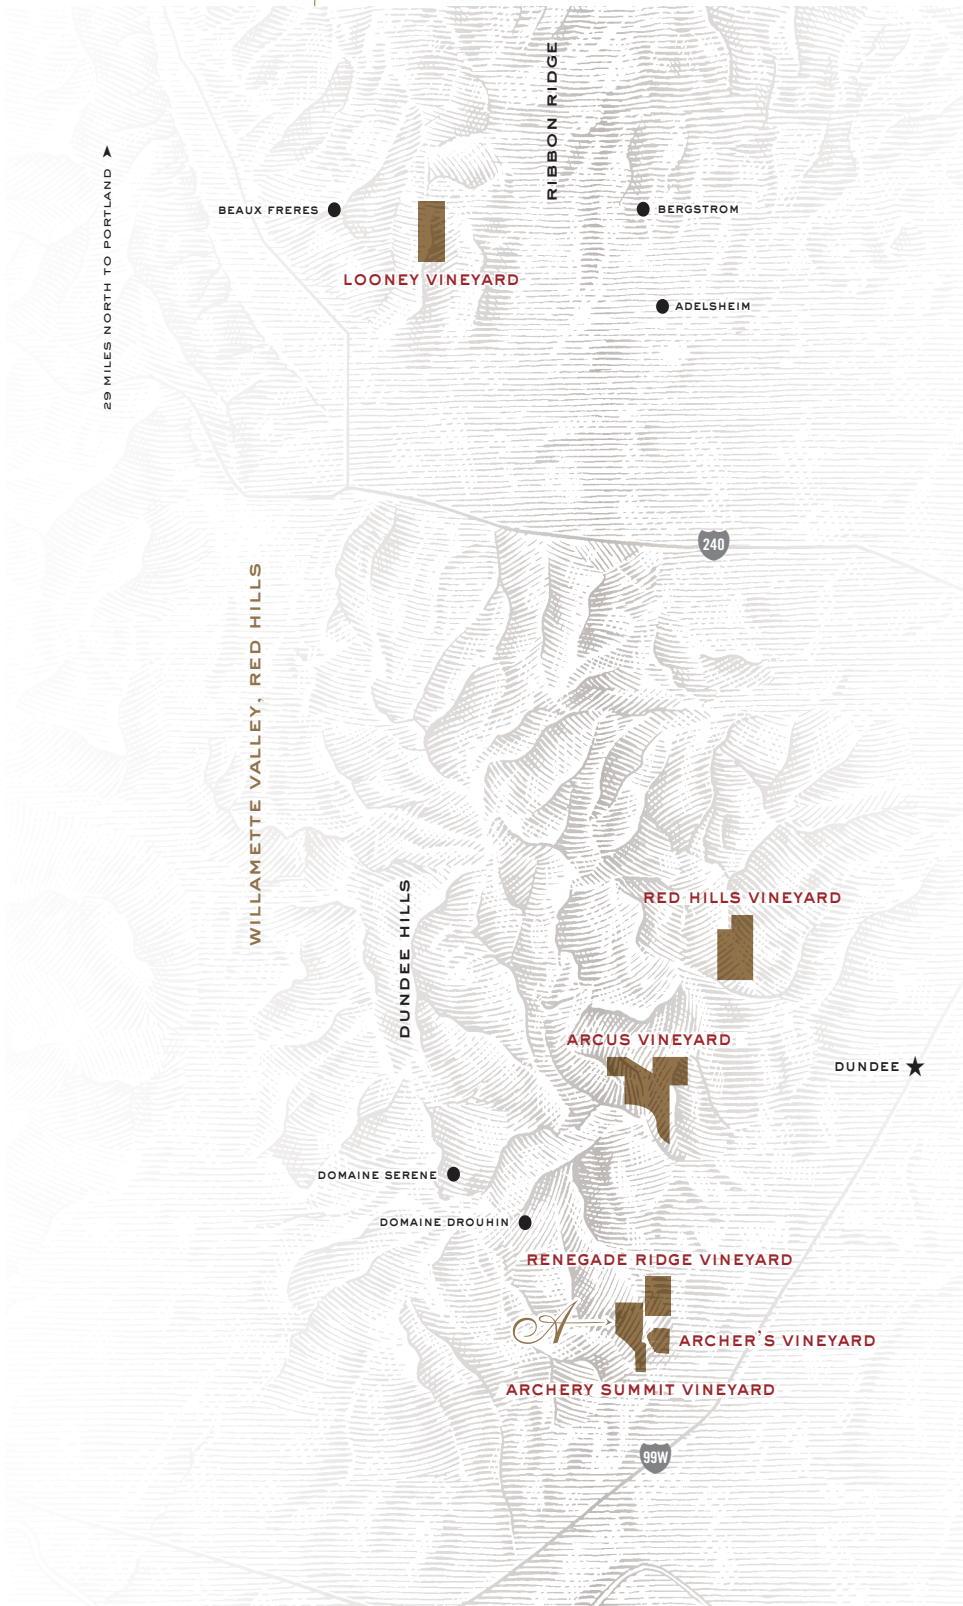 RIBBON RIDGE
29 MILES NORTH TO PORTLAND
BEAUX FRERES
BERGSTROM
LOONEY VINEYARD
ADELSHEIM
240
WILLAMETTE VALLEY, RED HILLS
DUNDEE HILLS
RED HILLS VINEYARD
ARCUS VINEYARD
DUNDEE
DOMAINE SERENE
DOMAINE DROUHIN
RENEGADE RIDGE VINEYARD
A
ARCHER'S VINEYARD
ARCHERY SUMMIT VINEYARD
99W